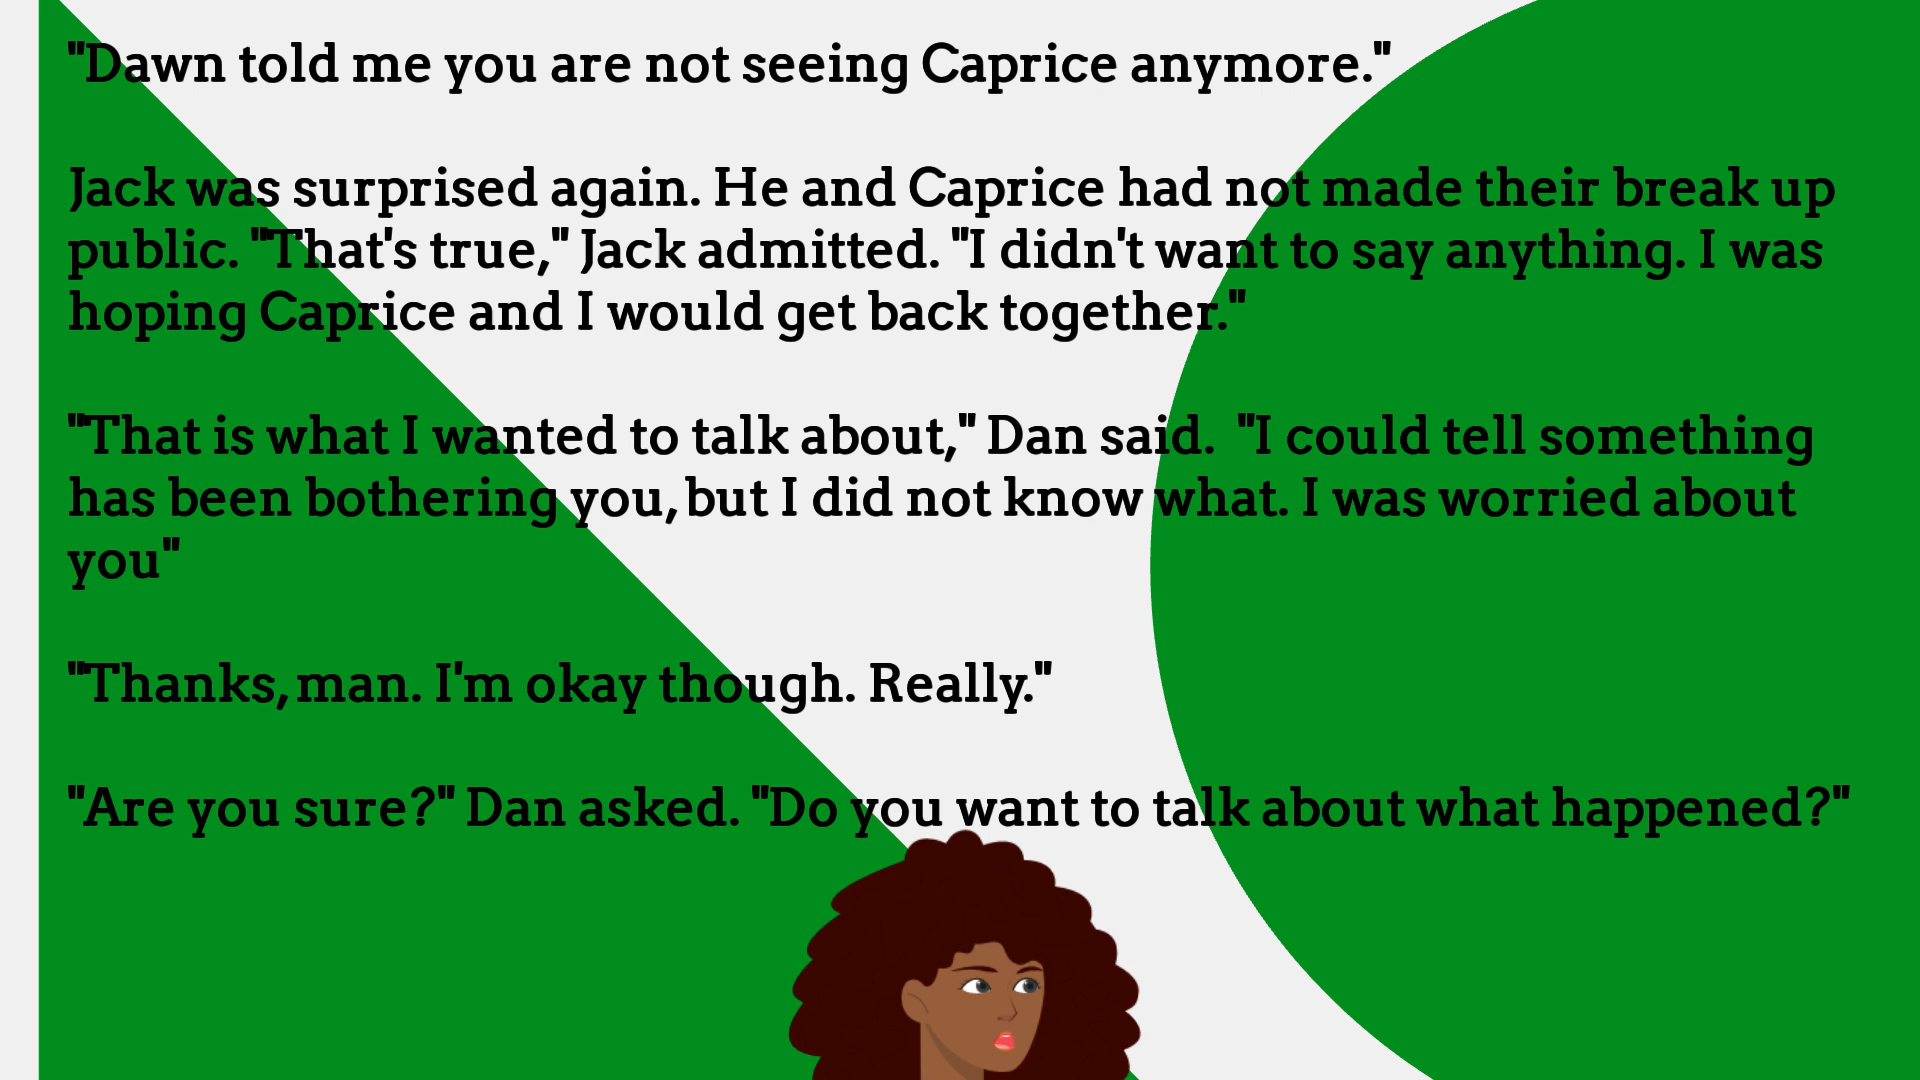 "Dawn told me you are not seeing Caprice anymore."
Jack was surprised again. He and Caprice had not made their break up
public. "That's true," Jack admitted. "I didn't want to say anything. I was
hoping Caprice and I would get back together."
"That is what I wanted to talk about," Dan said.  "I could tell something
has been bothering you, but I did not know what. I was worried about
you"
"Thanks, man. I'm okay though. Really."
"Are you sure?" Dan asked. "Do you want to talk about what happened?"